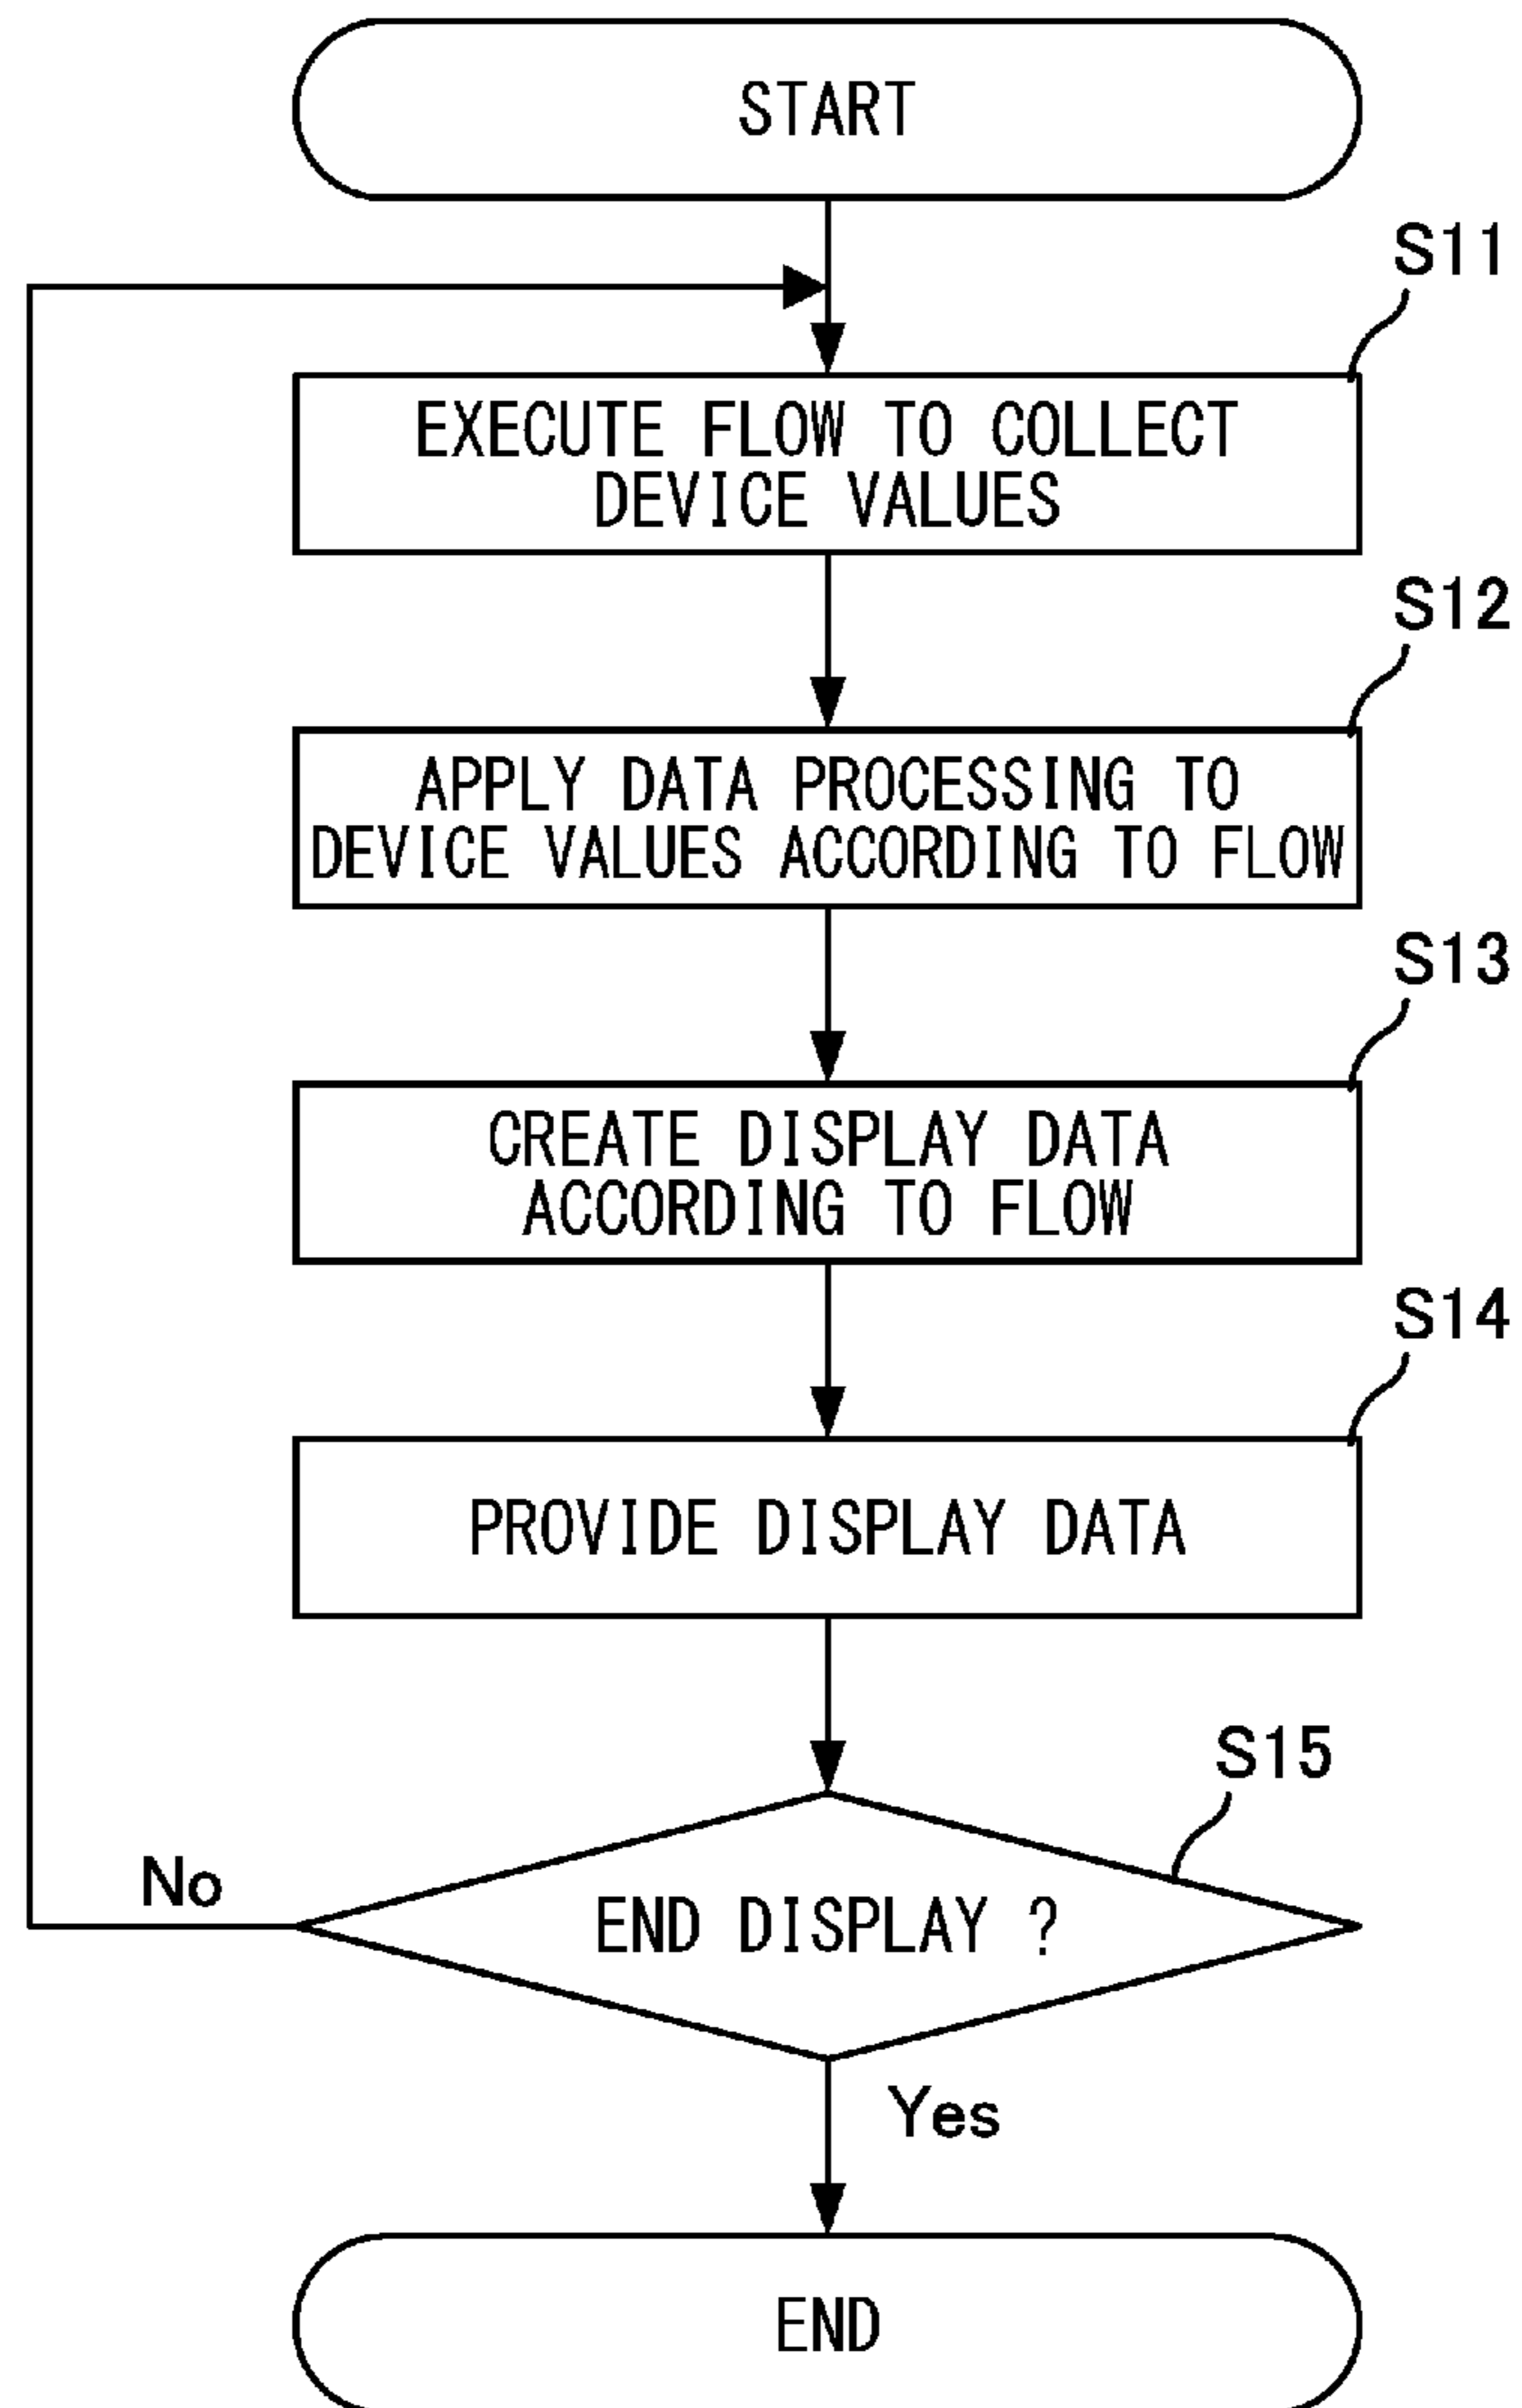 START
S11
EXECUTE FLOW TO COLLECT
DEVICE VALUES
S12
APPLY DATA PROCESSING TO
DEVICE VALUES ACCORDING TO FLOW
S13
CREATE DISPLAY DATA
ACCORDING TO FLOW
S14
PROVIDE DISPLAY DATA
S15
No
END DISPLAY ?
Yes
END